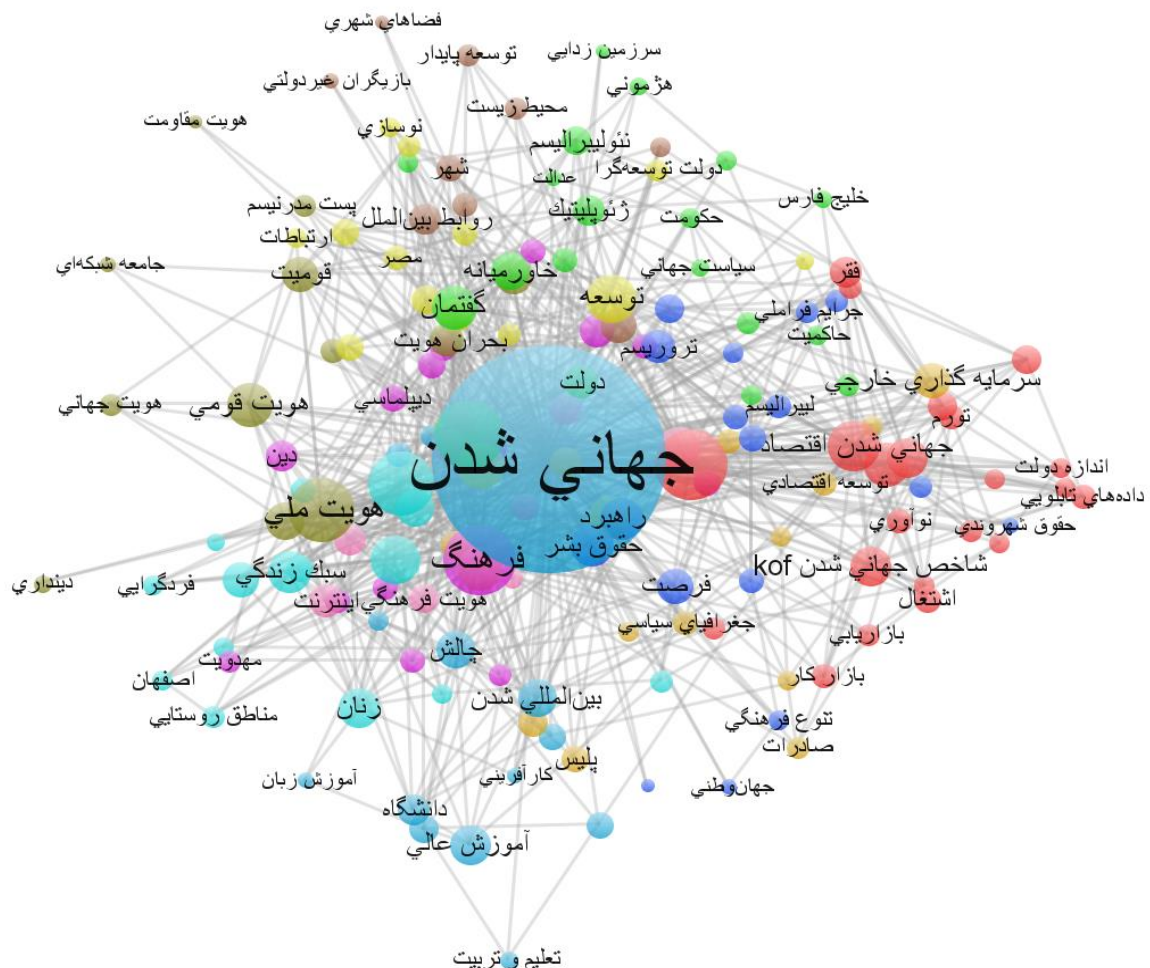 فضاهاي شهري
سرزمين زدايي
توسعه پايدار
بازيگران غيردولتي
هژموني
محيط زيست
هويت مقاومت
نوسازي
نئوليبراليسم
دولت توسعه‌گرا
شهر
عدالت
خليج فارس
پست مدرنيسم
روابط بين‌الملل
ژئوپليتيك
حكومت
ارتباطات
جامعه شبكه‌اي
مصر
قوميت
خاورميانه
سياست جهاني
فقر
گفتمان
توسعه
جرايم فراملي
بحران هويت
تروريسم
حاكميت
دولت
سرمايه گذاري خارجي
هويت جهاني
هويت قومي
ديپلماسي
ليبراليسم
تورم
جهاني شدن
جهاني شدن اقتصاد
دين
اندازه دولت
توسعه اقتصادي
داده‌هاي تابلويي
هويت ملي
راهبرد
نوآوري
حقوق شهروندي
حقوق بشر
فرهنگ
شاخص جهاني شدن kof
دينداري
فردگرايي
سبك زندگي
فرصت
اشتغال
اينترنت
هويت فرهنگي
جغرافياي سياسي
بازاريابي
چالش
مهدويت
اصفهان
بازار كار
بين‌المللي شدن
زنان
مناطق روستايي
تنوع فرهنگي
صادرات
پليس
آموزش زبان
كارآفريني
جهان‌وطني
دانشگاه
آموزش عالي
تعليم و تربيت